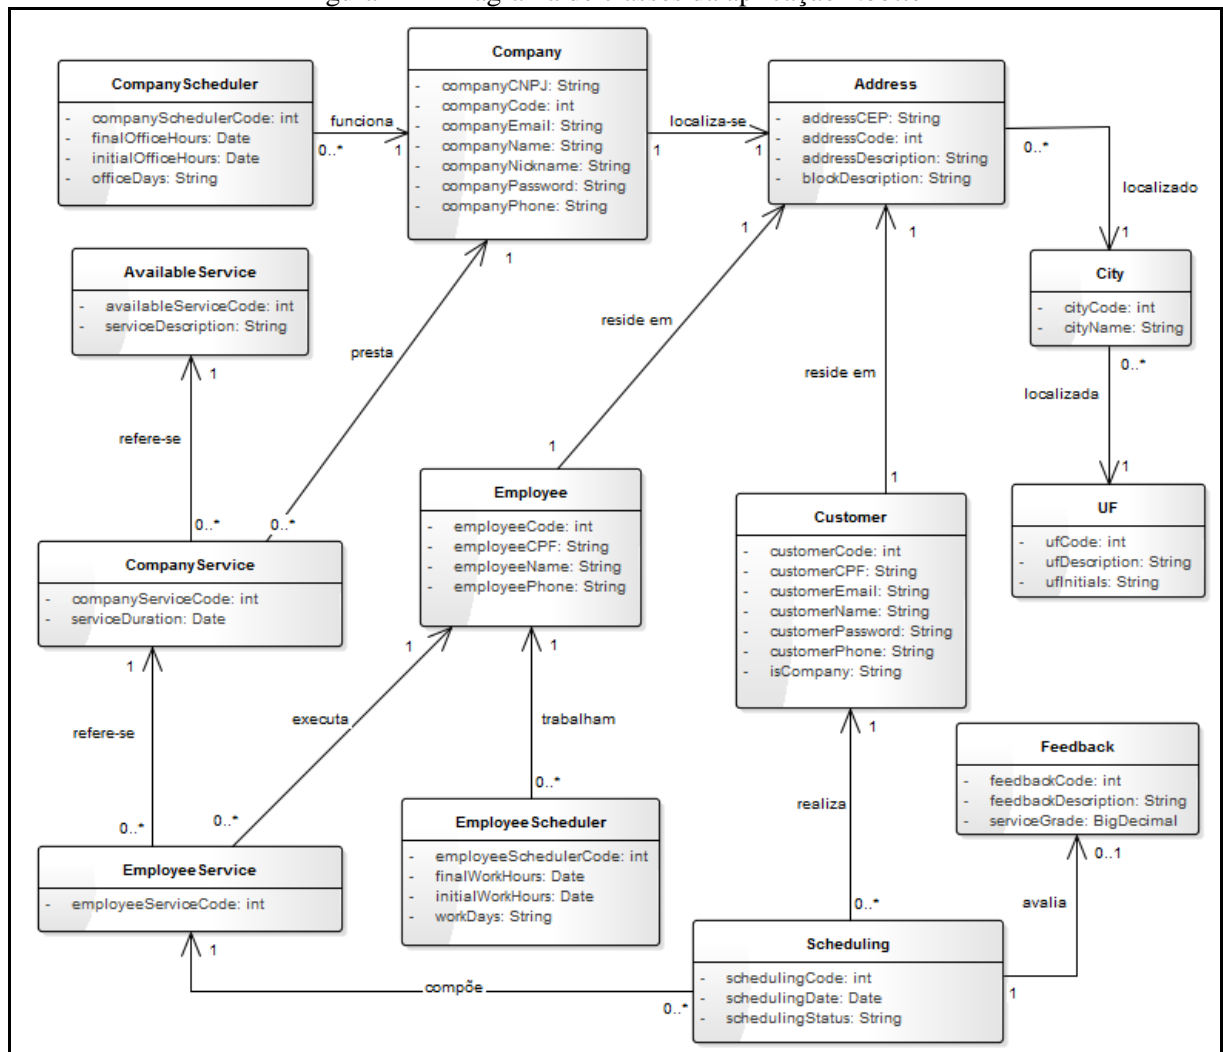 Company
- companyCNPJ: String
- companyCode: int
- companyEmail: String
- companyName: String
- companyNickname: String
- companyPassword: String
- companyPhone: String
CompanyScheduler
- companySchedulerCode: int
- finalOfficeHours: Date
- initialOfficeHours: Date
- officeDays: String
funciona
0..*
1
localiza-se
1
1
Address
- addressCEP: String
- addressCode: int
- addressDescription: String
- blockDescription: String
0..*
localizado
1
City
- cityCode: int
- cityName: String
0..*
localizada
1
UF
- ufCode: int
- ufDescription: String
- ufInitials: String
AvailableService
- availableServiceCode: int
- serviceDescription: String
1
refere-se
0..*
1
presta
0..*
1
reside em
1
1
reside em
1
CompanyService
- companyServiceCode: int
- serviceDuration: Date
Employee
- employeeCode: int
- employeeCPF: String
- employeeName: String
- employeePhone: String
Customer
- customerCode: int
- customerCPF: String
- customerEmail: String
- customerName: String
- customerPassword: String
- customerPhone: String
- isCompany: String
1
refere-se
0..*
1
executa
0..*
1
trabalham
0..*
1
realiza
0..*
Feedback
- feedbackCode: int
- feedbackDescription: String
- serviceGrade: BigDecimal
0..1
avalia
1
EmployeeService
- employeeServiceCode: int
EmployeeScheduler
- employeeSchedulerCode: int
- finalWorkHours: Date
- initialWorkHours: Date
- workDays: String
Scheduling
- schedulingCode: int
- schedulingDate: Date
- schedulingStatus: String
1
compõe
0..*